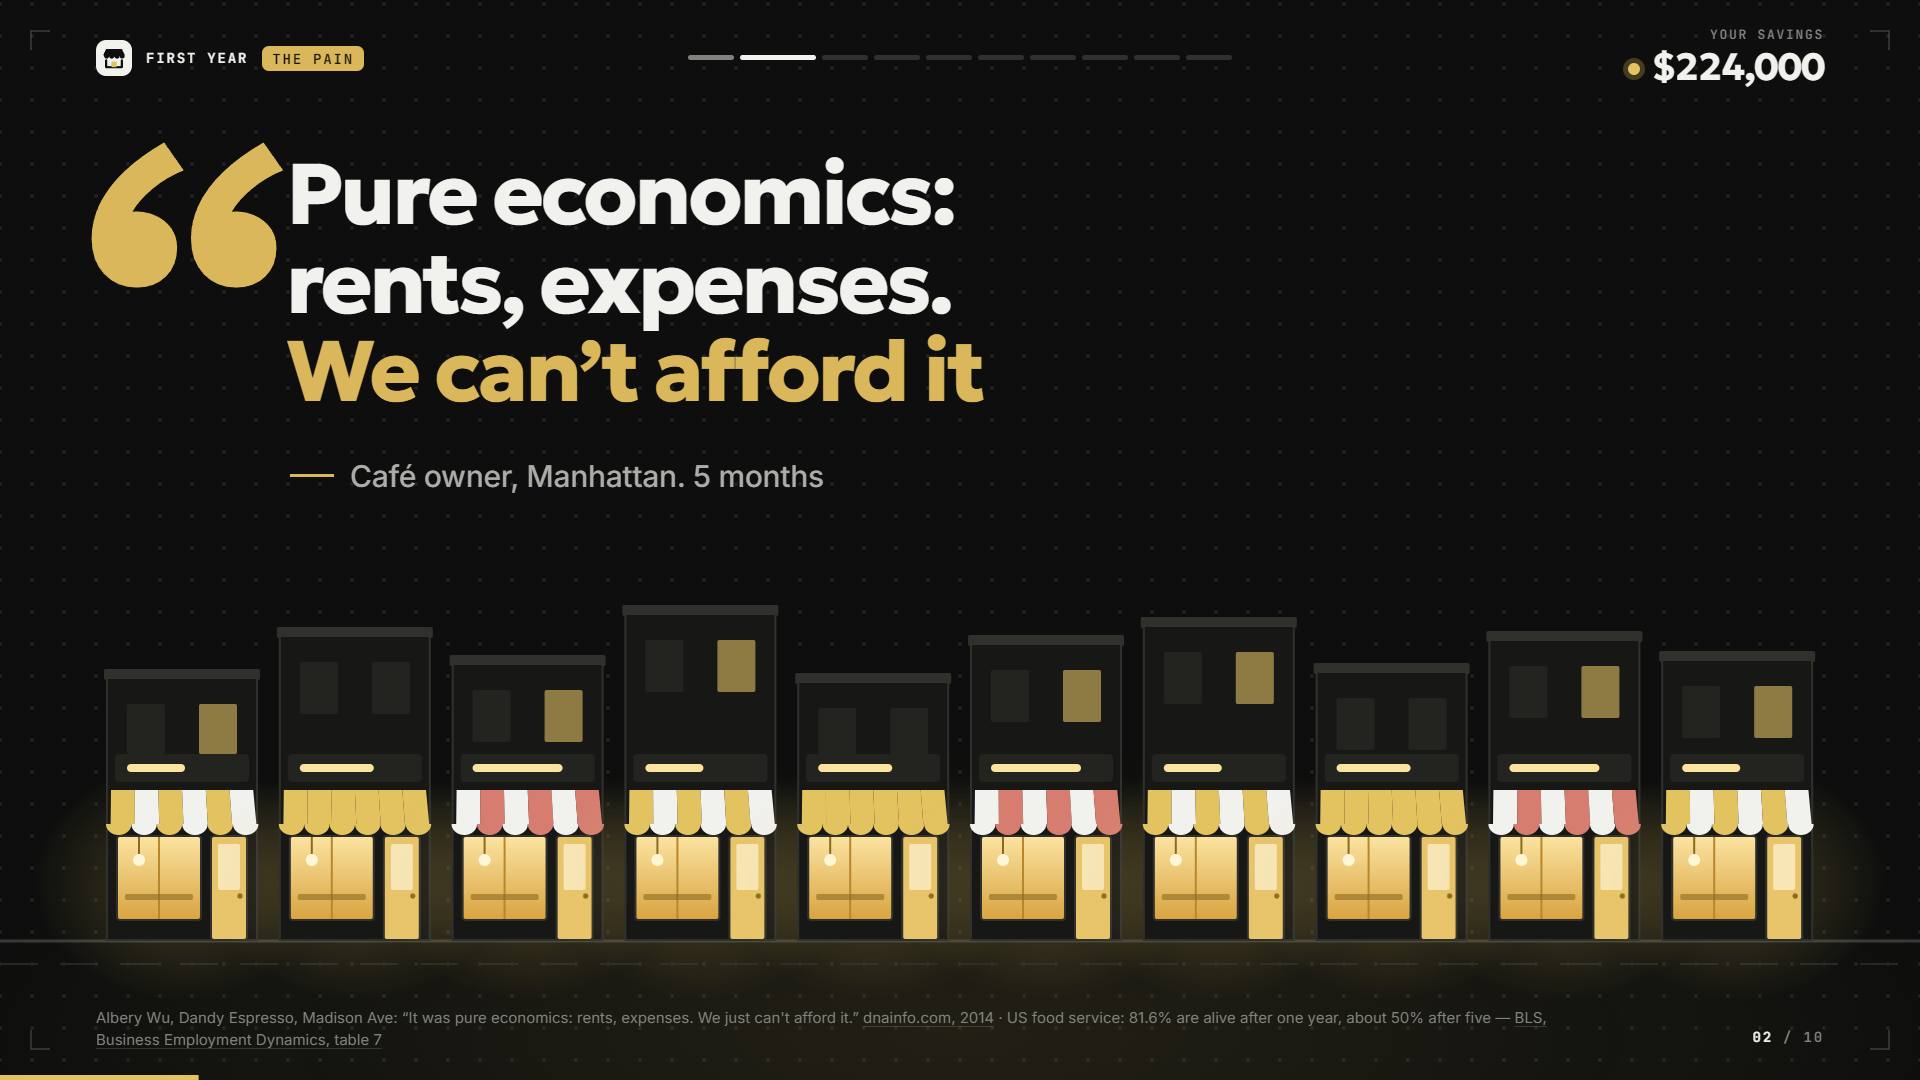 FIRST YEAR THE PAIN
YOUR SAVINGS
$224,000
“Pure economics:
rents, expenses.
We can’t afford it
— Café owner, Manhattan. 5 months
Albery Wu, Dandy Espresso, Madison Ave: “It was pure economics: rents, expenses. We just can't afford it.” dnainfo.com, 2014 · US food service: 81.6% are alive after one year, about 50% after five — BLS,
Business Employment Dynamics, table 7
02 / 10